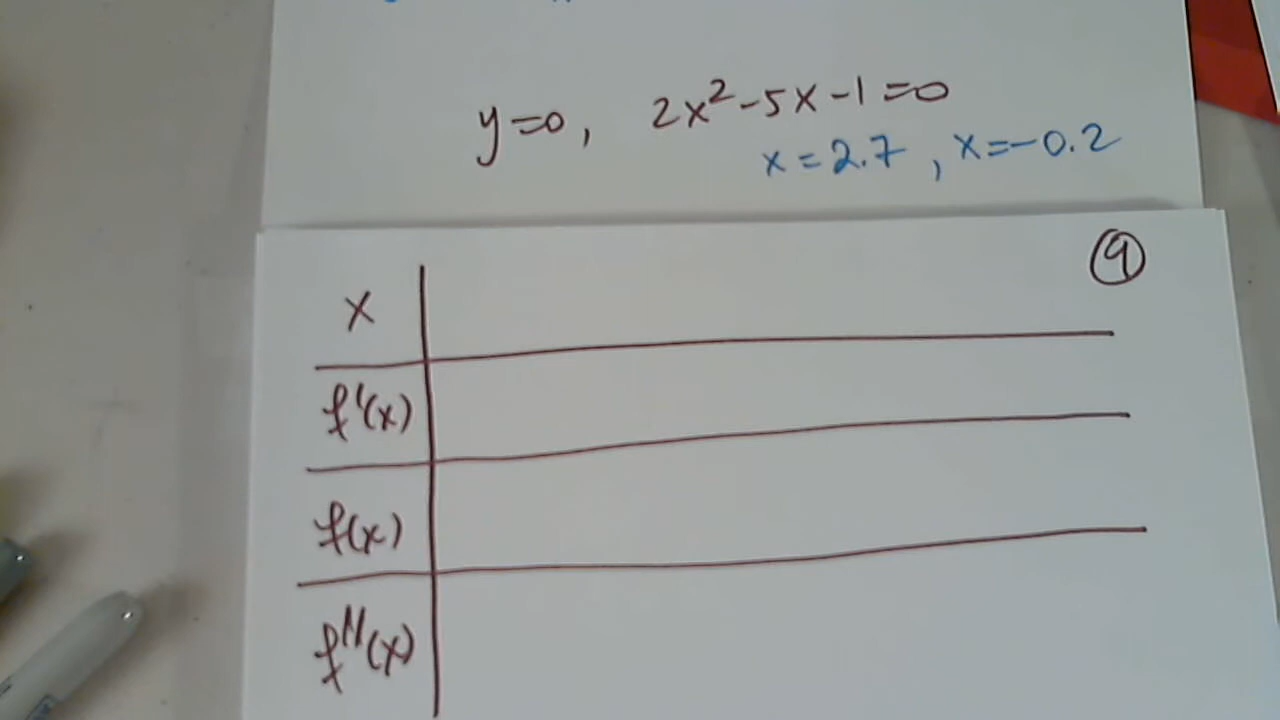 y=0, 2x²-5x-1=0
x=2.7, x=-0.2
9
x
f'(x)
f(x)
f''(x)